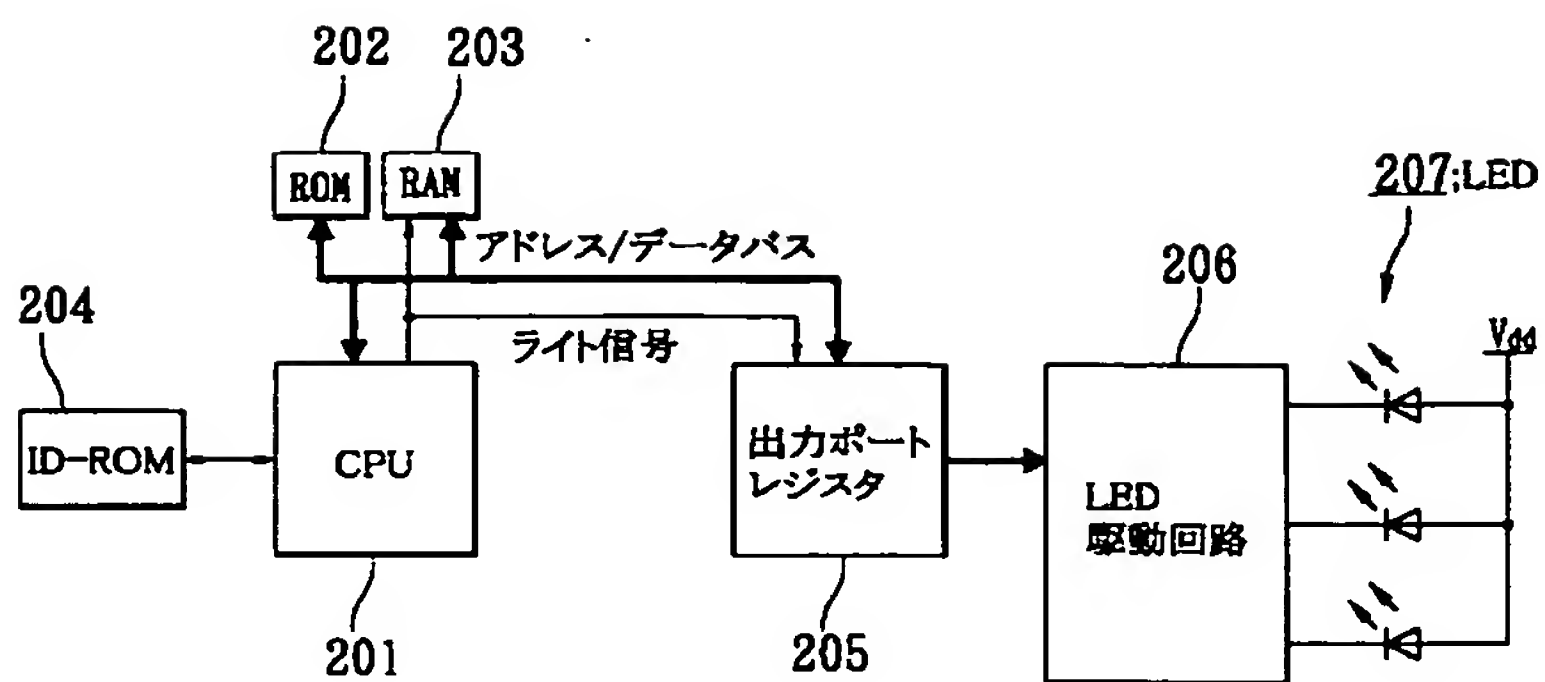 202
203
ROM
RAM
207;LED
アドレス/データバス
206
204
Vdd
ライト信号
ID-ROM
CPU
出力ポート
レジスタ
LED
駆動回路
201
205